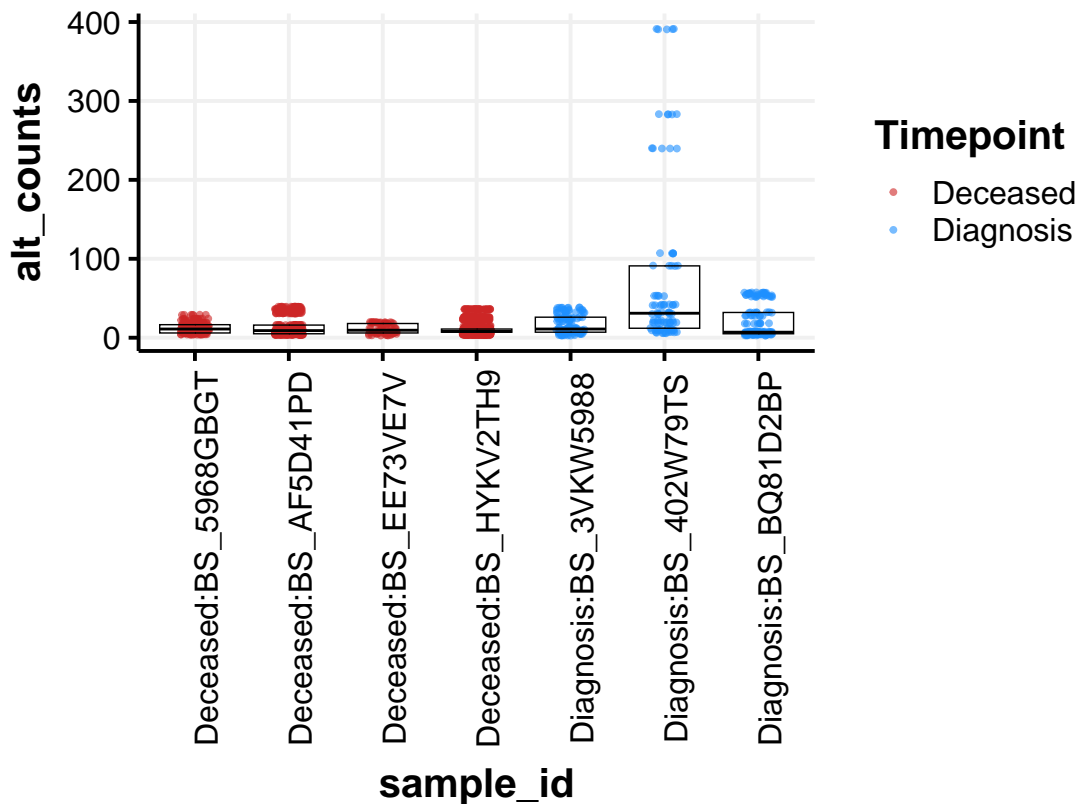 400
300
200
100
0
alt_counts
Deceased:BS_5968GBGT
Deceased:BS_AF5D41PD
Deceased:BS_EE73VE7V
Deceased:BS_HYKV2TH9
Diagnosis:BS_3VKW5988
Diagnosis:BS_402W79TS
Diagnosis:BS_BQ81D2BP
sample_id
Timepoint
Deceased
Diagnosis